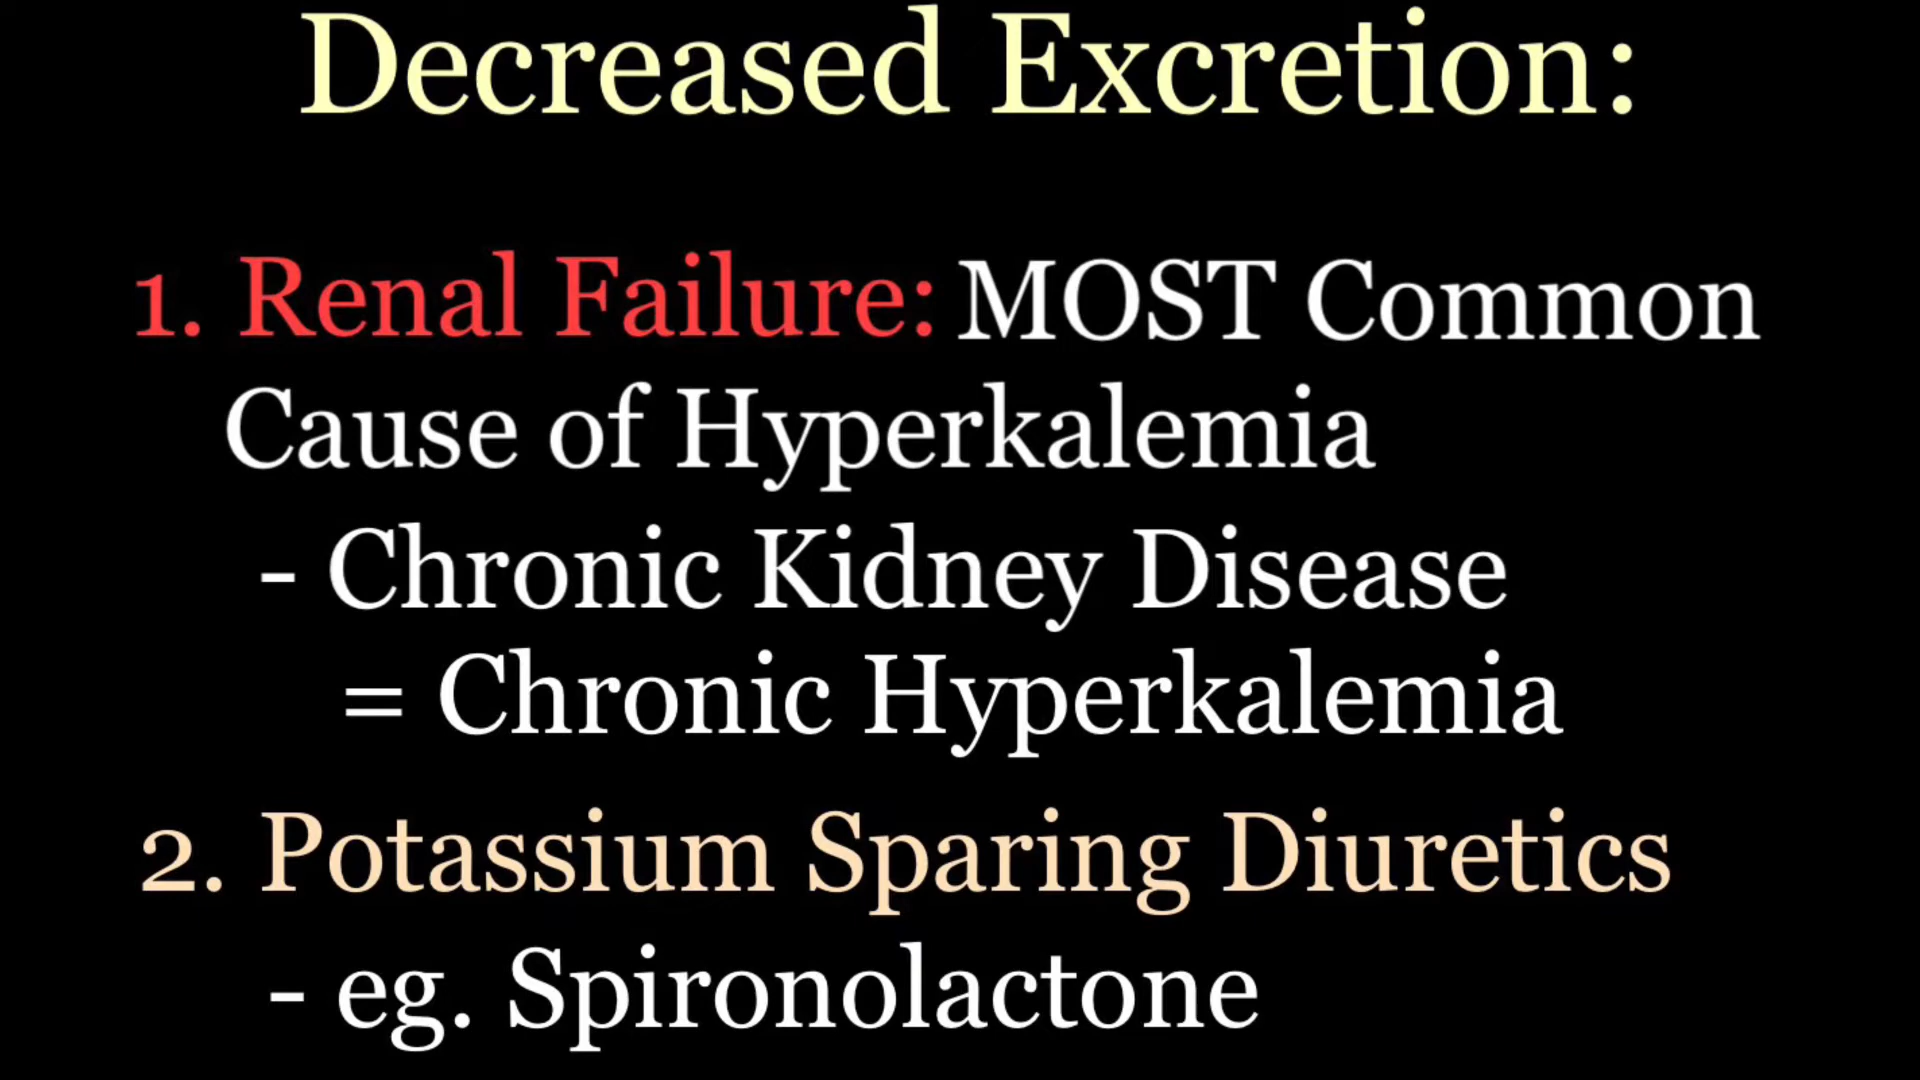 Decreased Excretion:
1. Renal Failure: MOST Common
Cause of Hyperkalemia
- Chronic Kidney Disease
= Chronic Hyperkalemia
2. Potassium Sparing Diuretics
- eg. Spironolactone